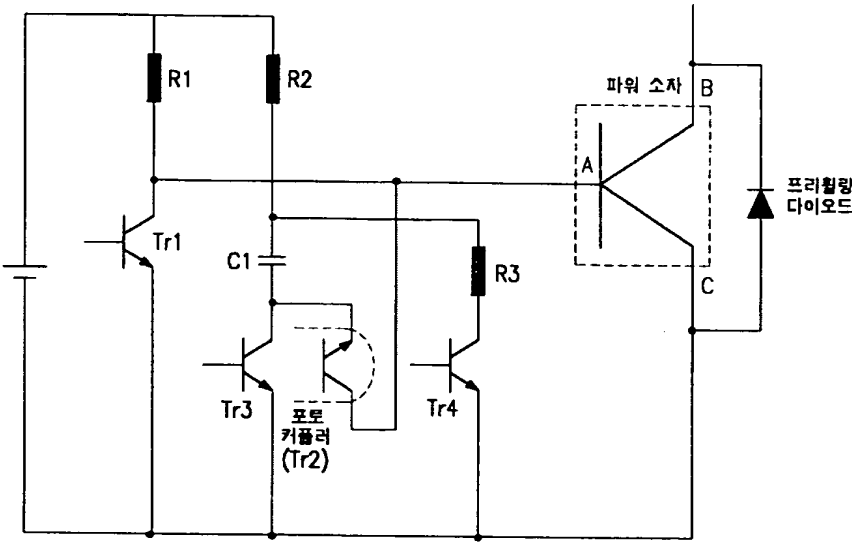 R1
R2
파워 소자
B
A
프리휠링
다이오드
Tr1
C1
R3
C
Tr3
포토
커플러
(Tr2)
Tr4